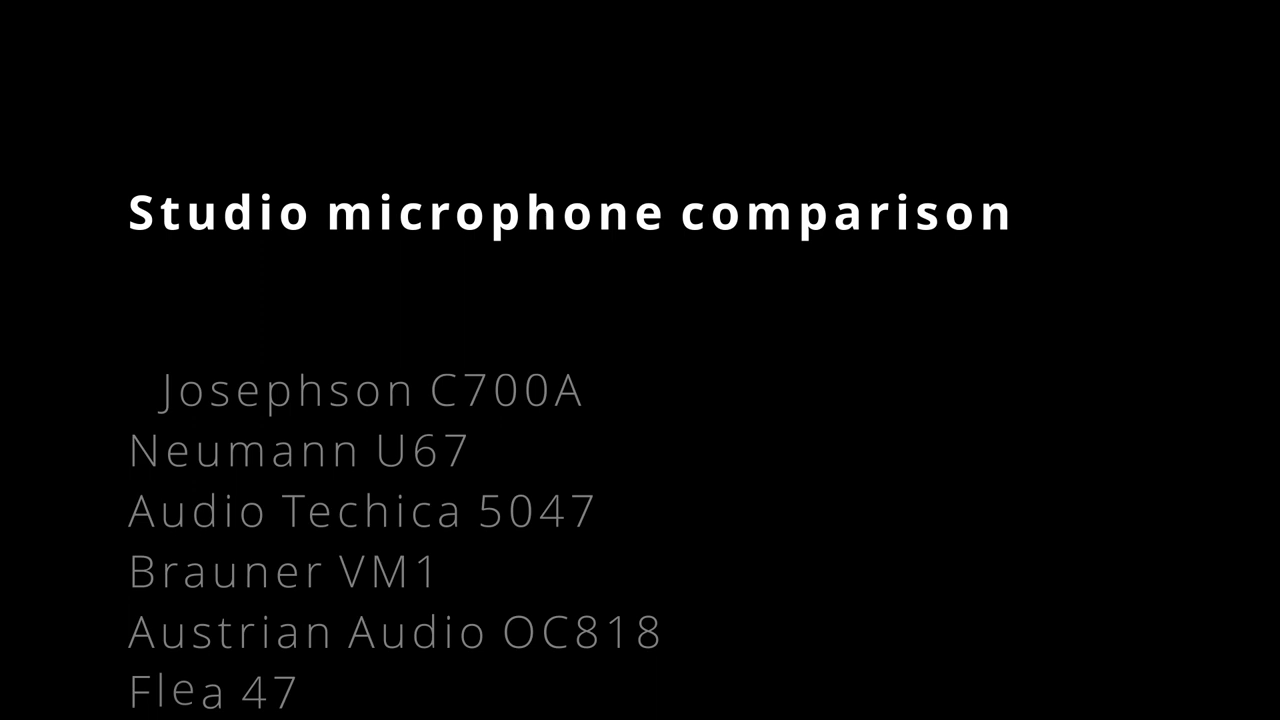 Studio microphone comparison
Josephson C700A
Neumann U67
Audio Techica 5047
Brauner VM1
Austrian Audio OC818
Flea 47